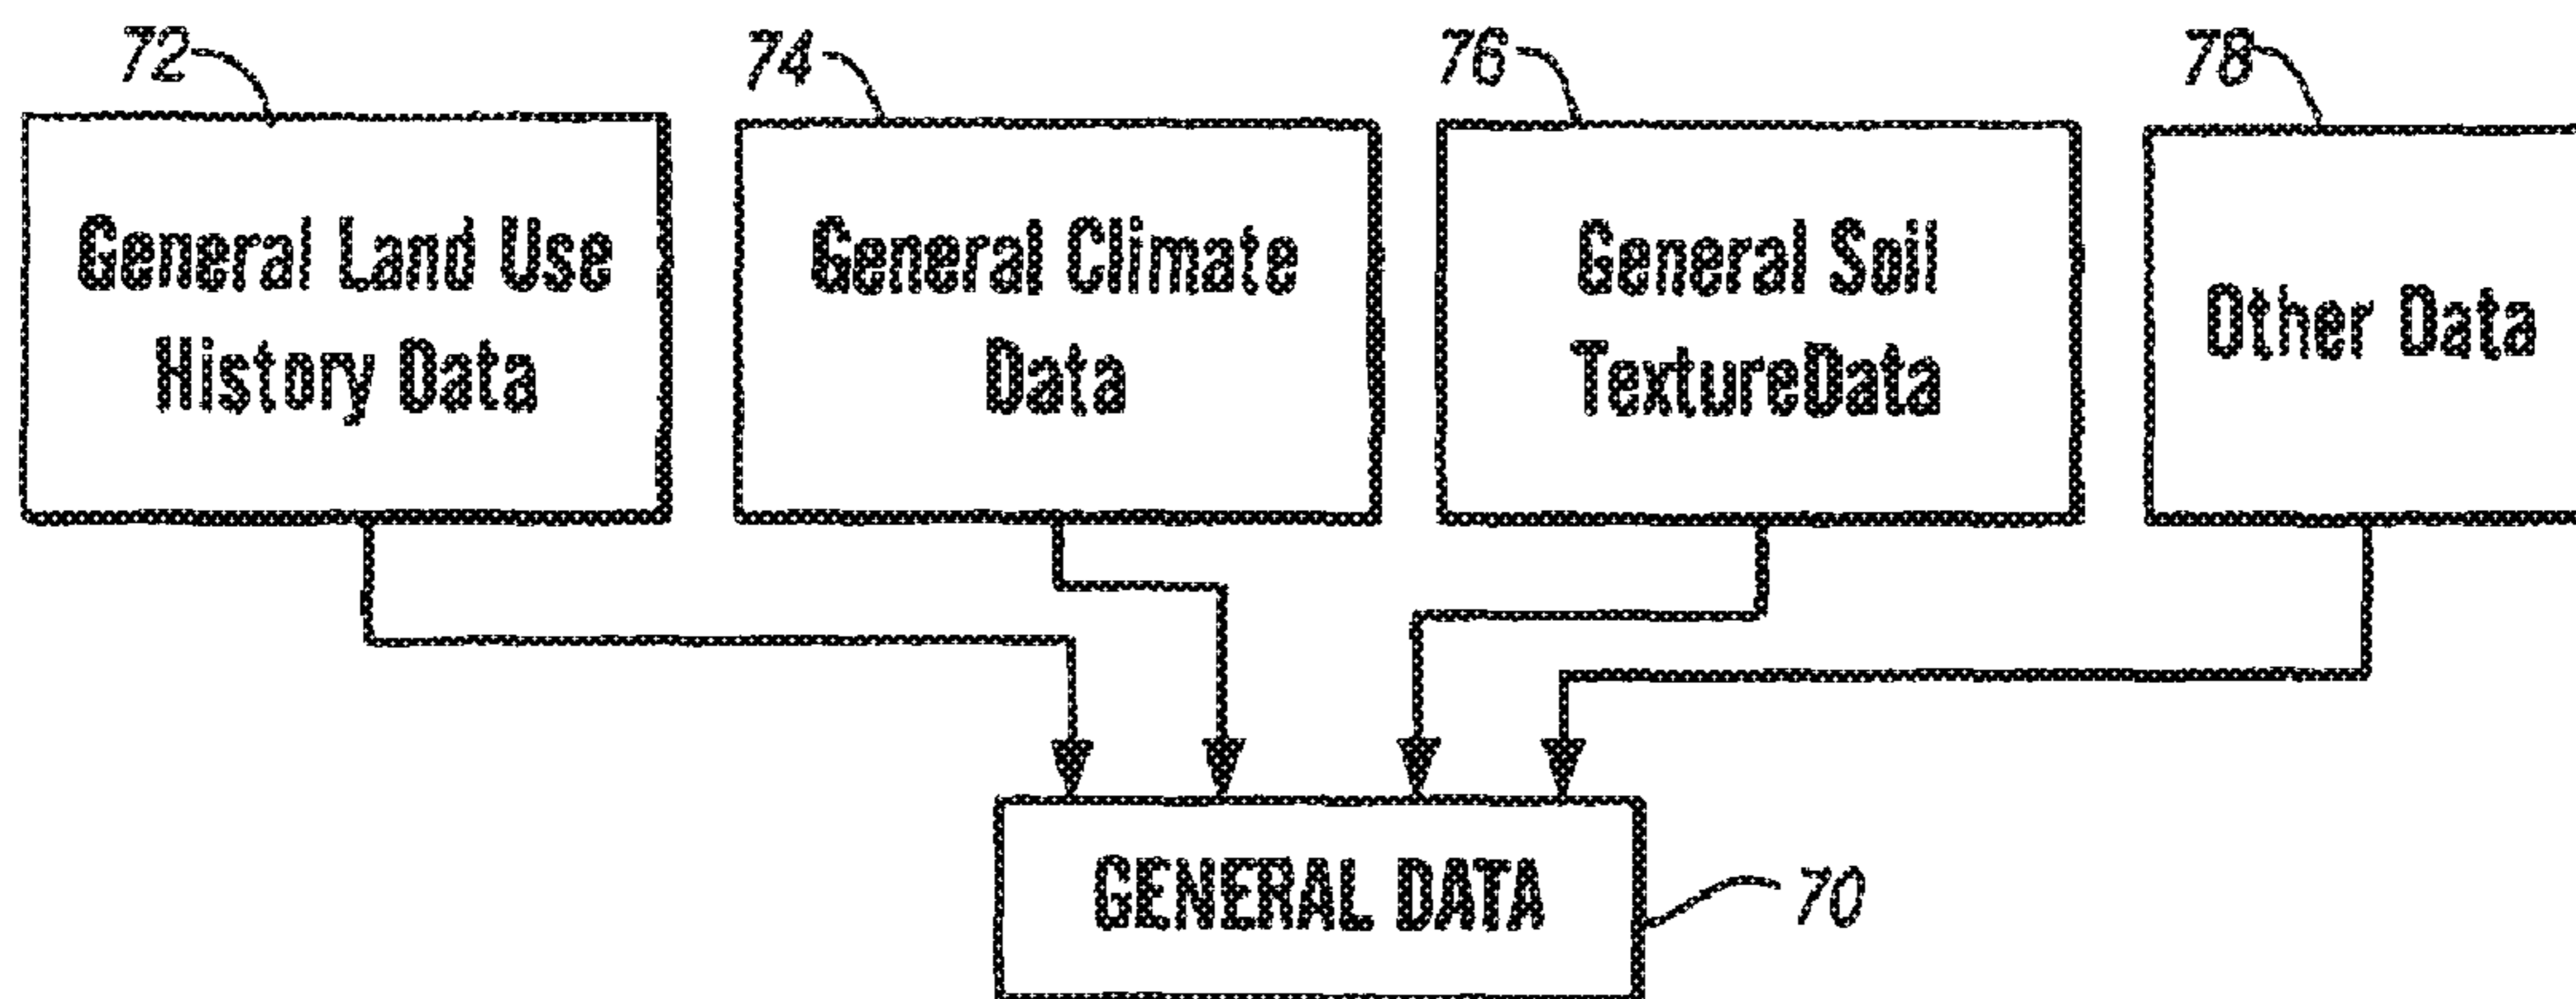 72
74
76
78
General Land Use
History Data
General Climate
Data
General Soil
TextureData
Other Data
GENERAL DATA
70